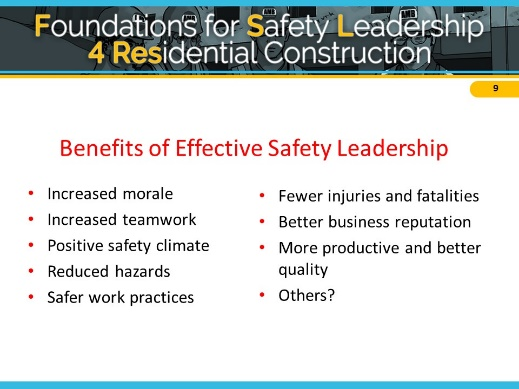 Foundations for Safety Leadership
4 Residential Construction
9
Benefits of Effective Safety Leadership
• Increased morale
• Increased teamwork
• Positive safety climate
• Reduced hazards
• Safer work practices
• Fewer injuries and fatalities
• Better business reputation
• More productive and better
quality
• Others?